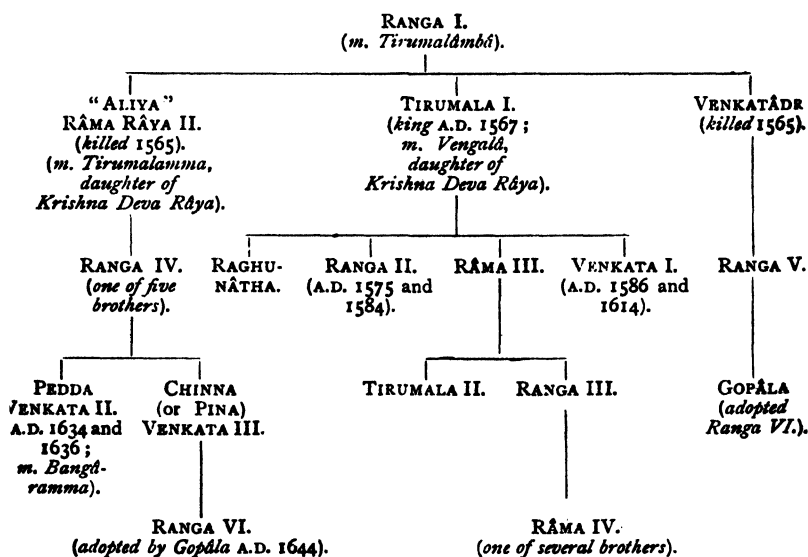 RANGA I.
(m. Tirumalâmbâ).
"ALIYA"
RÂMA RÂYA II.
(killed 1565).
(m. Tirumalamma,
daughter of
Krishna Deva Râya).
TIRUMALA I.
(king A.D. 1567;
m. Vengalâ,
daughter of
Krishna Deva Râya).
VENKATÂDR
(killed 1565).
RANGA IV.
(one of five
brothers).
RAGHU-
NÂTHA.
RANGA II.
(A.D. 1575 and
1584).
RÂMA III.
VENKATA I.
(A.D. 1586 and
1614).
RANGA V.
PEDDA
VENKATA II.
A.D. 1634 and
1636;
m. Bangâ-
ramma).
CHINNA
(or PINA)
VENKATA III.
TIRUMALA II.
RANGA III.
GOPÂLA
(adopted
Ranga VI.).
RANGA VI.
(adopted by Gopâla A.D. 1644).
RÂMA IV.
(one of several brothers).